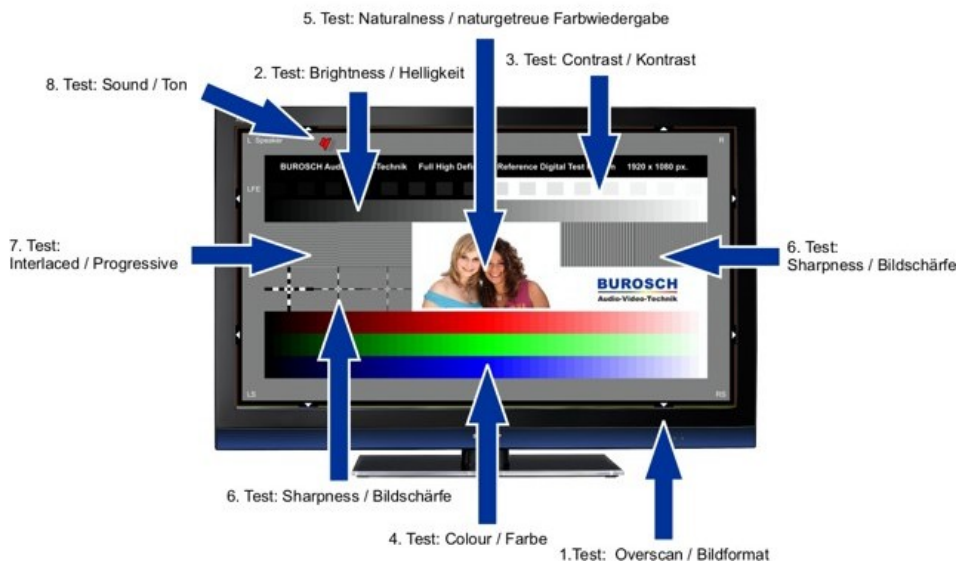 5. Test: Naturalness / naturgetreue Farbwiedergabe
3. Test: Contrast / Kontrast
2. Test: Brightness / Helligkeit
8. Test: Sound / Ton
L Speaker
R
BUROSCH Technik Full High Reference Digital Test 1920 x 1080 px.
LFE
7. Test:
Interlaced / Progressive
6. Test:
Sharpness / Bildschärfe
BUROSCH
Audio-Video-Technik
LS
RS
6. Test: Sharpness / Bildschärfe
4. Test: Colour / Farbe
1.Test: Overscan / Bildformat